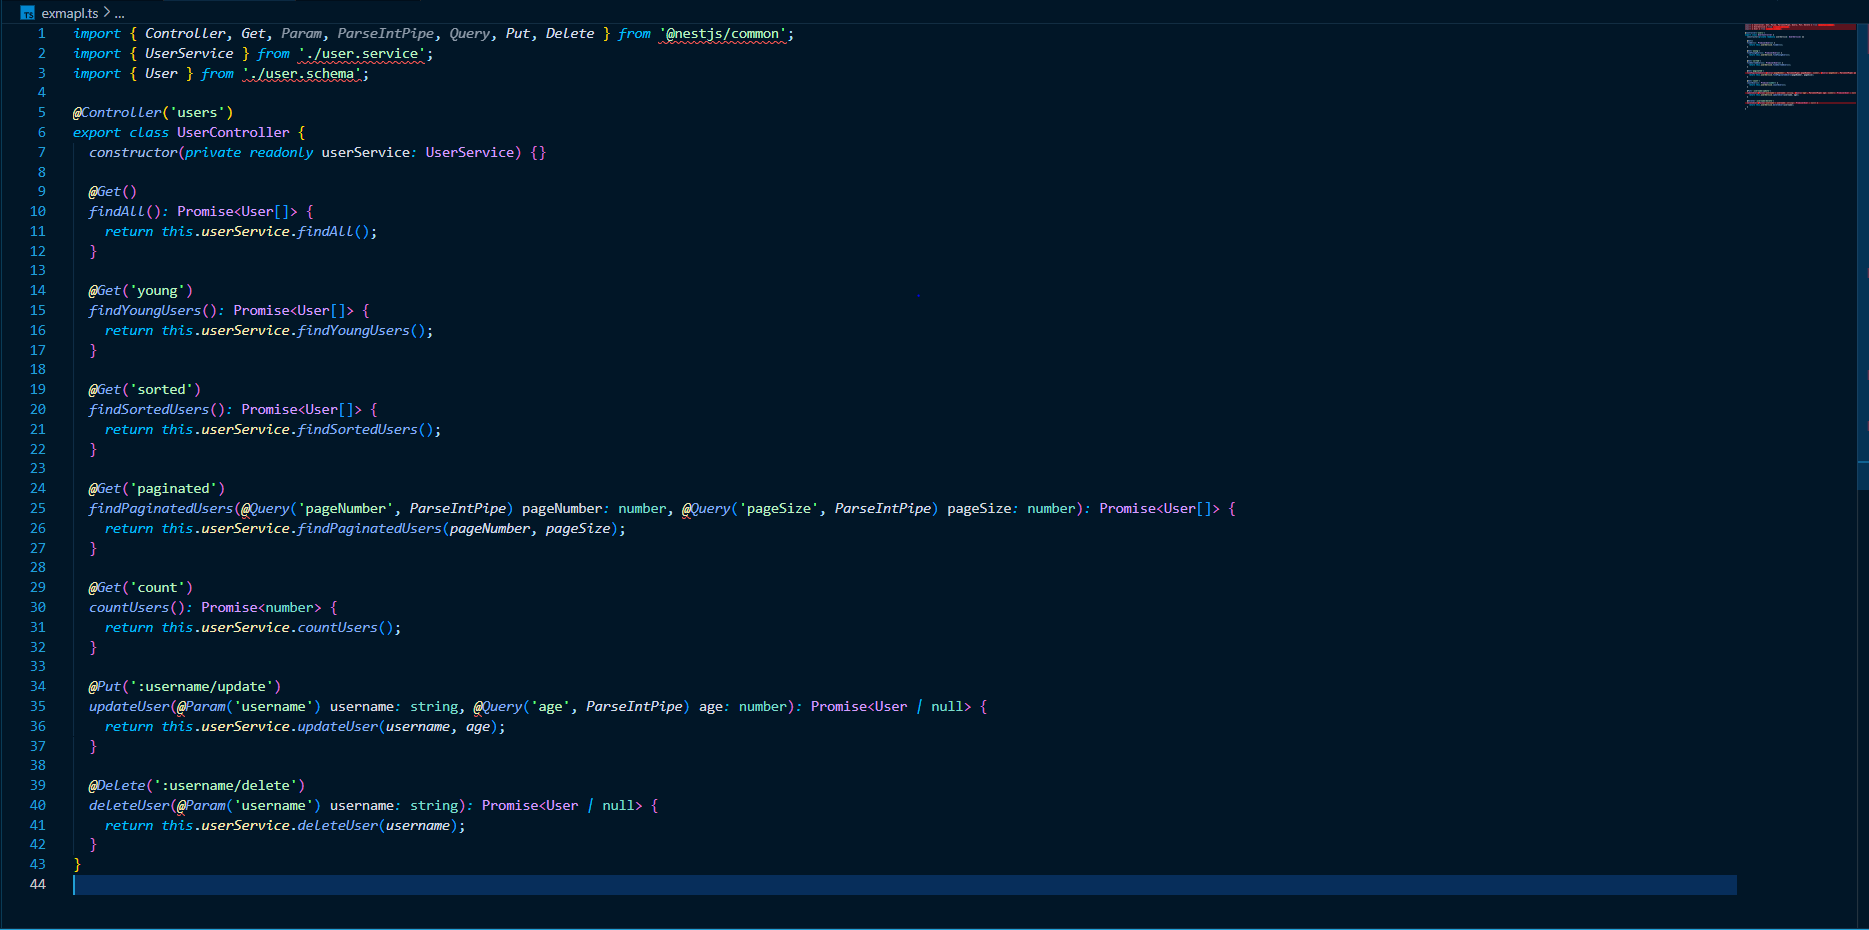 TS exmapl.ts > ...
1 import { Controller, Get, Param, ParseIntPipe, Query, Put, Delete } from '@nestjs/common';
2 import { UserService } from './user.service';
3 import { User } from './user.schema';
4
5 @Controller('users')
6 export class UserController {
7   constructor(private readonly userService: UserService) {}
8
9   @Get()
10   findAll(): Promise<User[]> {
11     return this.userService.findAll();
12   }
13
14   @Get('young')
15   findYoungUsers(): Promise<User[]> {
16     return this.userService.findYoungUsers();
17   }
18
19   @Get('sorted')
20   findSortedUsers(): Promise<User[]> {
21     return this.userService.findSortedUsers();
22   }
23
24   @Get('paginated')
25   findPaginatedUsers(@Query('pageNumber', ParseIntPipe) pageNumber: number, @Query('pageSize', ParseIntPipe) pageSize: number): Promise<User[]> {
26     return this.userService.findPaginatedUsers(pageNumber, pageSize);
27   }
28
29   @Get('count')
30   countUsers(): Promise<number> {
31     return this.userService.countUsers();
32   }
33
34   @Put(':username/update')
35   updateUser(@Param('username') username: string, @Query('age', ParseIntPipe) age: number): Promise<User | null> {
36     return this.userService.updateUser(username, age);
37   }
38
39   @Delete(':username/delete')
40   deleteUser(@Param('username') username: string): Promise<User | null> {
41     return this.userService.deleteUser(username);
42   }
43 }
44